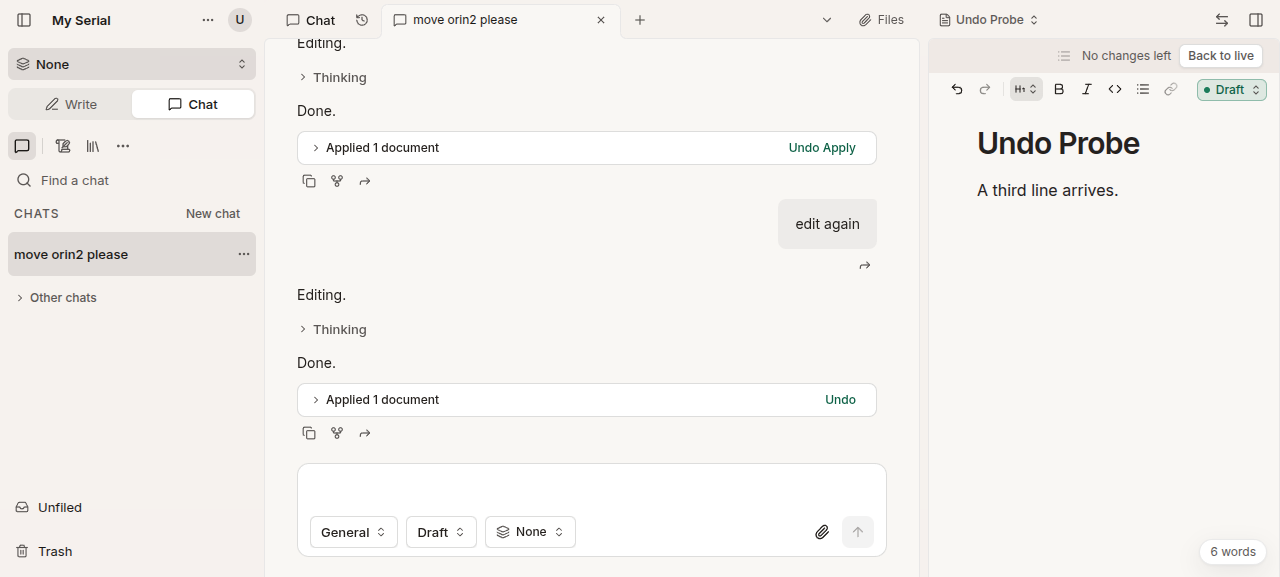 My Serial
U
Chat
move orin2 please
Files
Undo Probe
None
Write
Chat
Find a chat
CHATS
New chat
move orin2 please
Other chats
Unfiled
Trash
Editing.
Thinking
Done.
Applied 1 document
Undo Apply
edit again
Editing.
Thinking
Done.
Applied 1 document
Undo
General
Draft
None
No changes left
Back to live
H1
B
I
Draft
Undo Probe
A third line arrives.
6 words